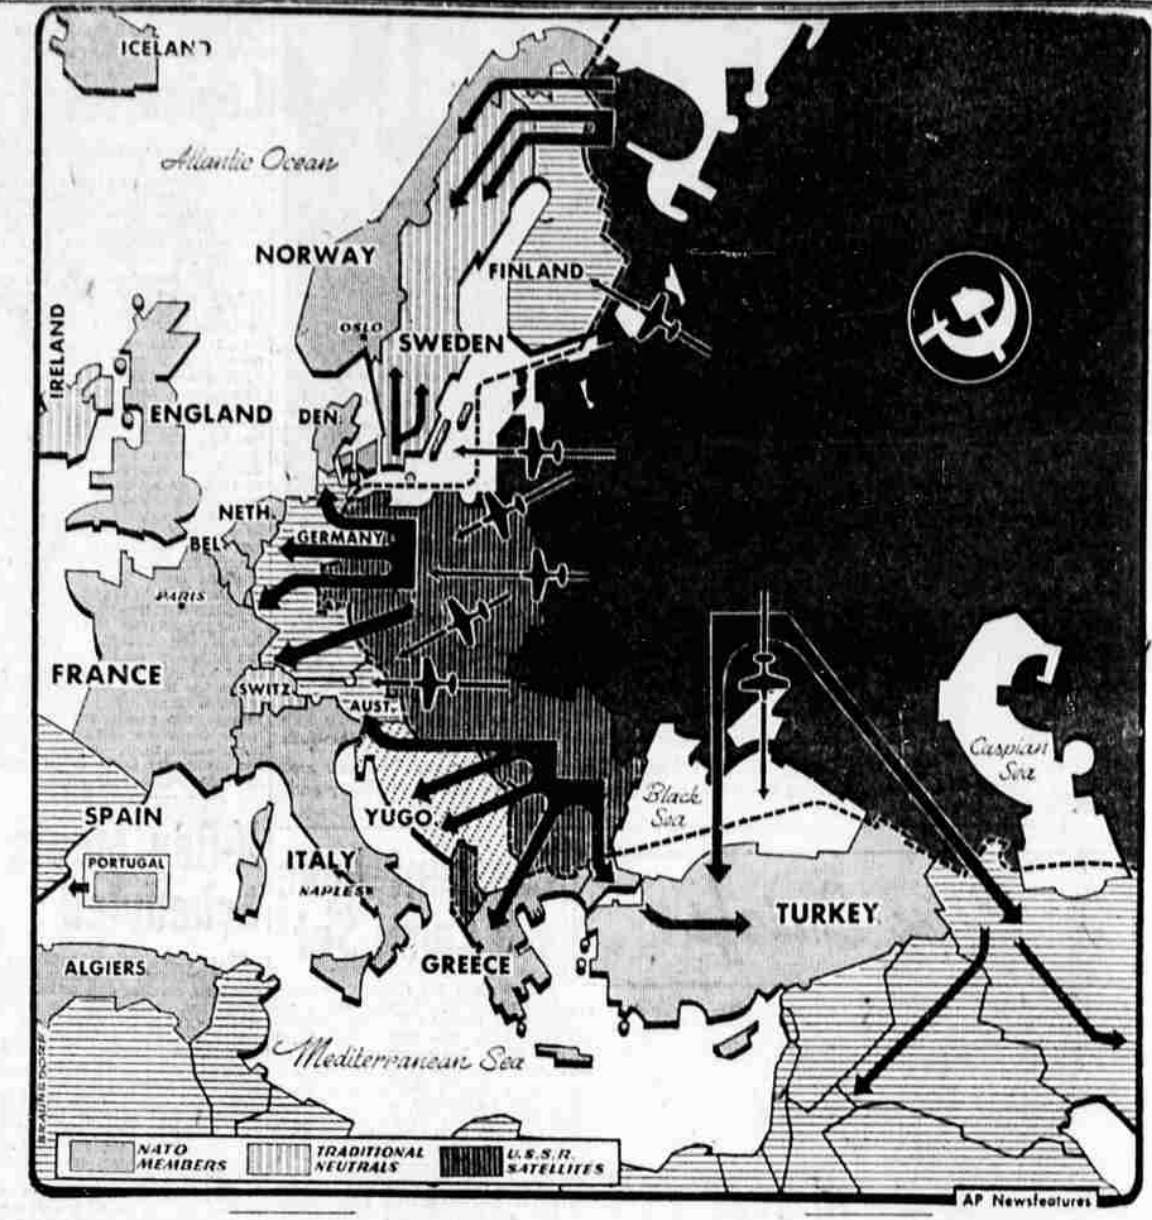 ICELAND
Atlantic Ocean
NORWAY
FINLAND
OSLO
SWEDEN
IRELAND
ENGLAND
DEN.
NETH.
GERMANY
BEL.
PARIS
FRANCE
SWITZ.
AUST.
Caspian
Sea
Black
Sea
SPAIN
YUGO.
PORTUGAL
ITALY
NAPLES
TURKEY
GREECE
ALGIERS
Mediterranean Sea
NATO
MEMBERS
TRADITIONAL
NEUTRALS
U.S.S.R.
SATELLITES
AP Newsfeatures